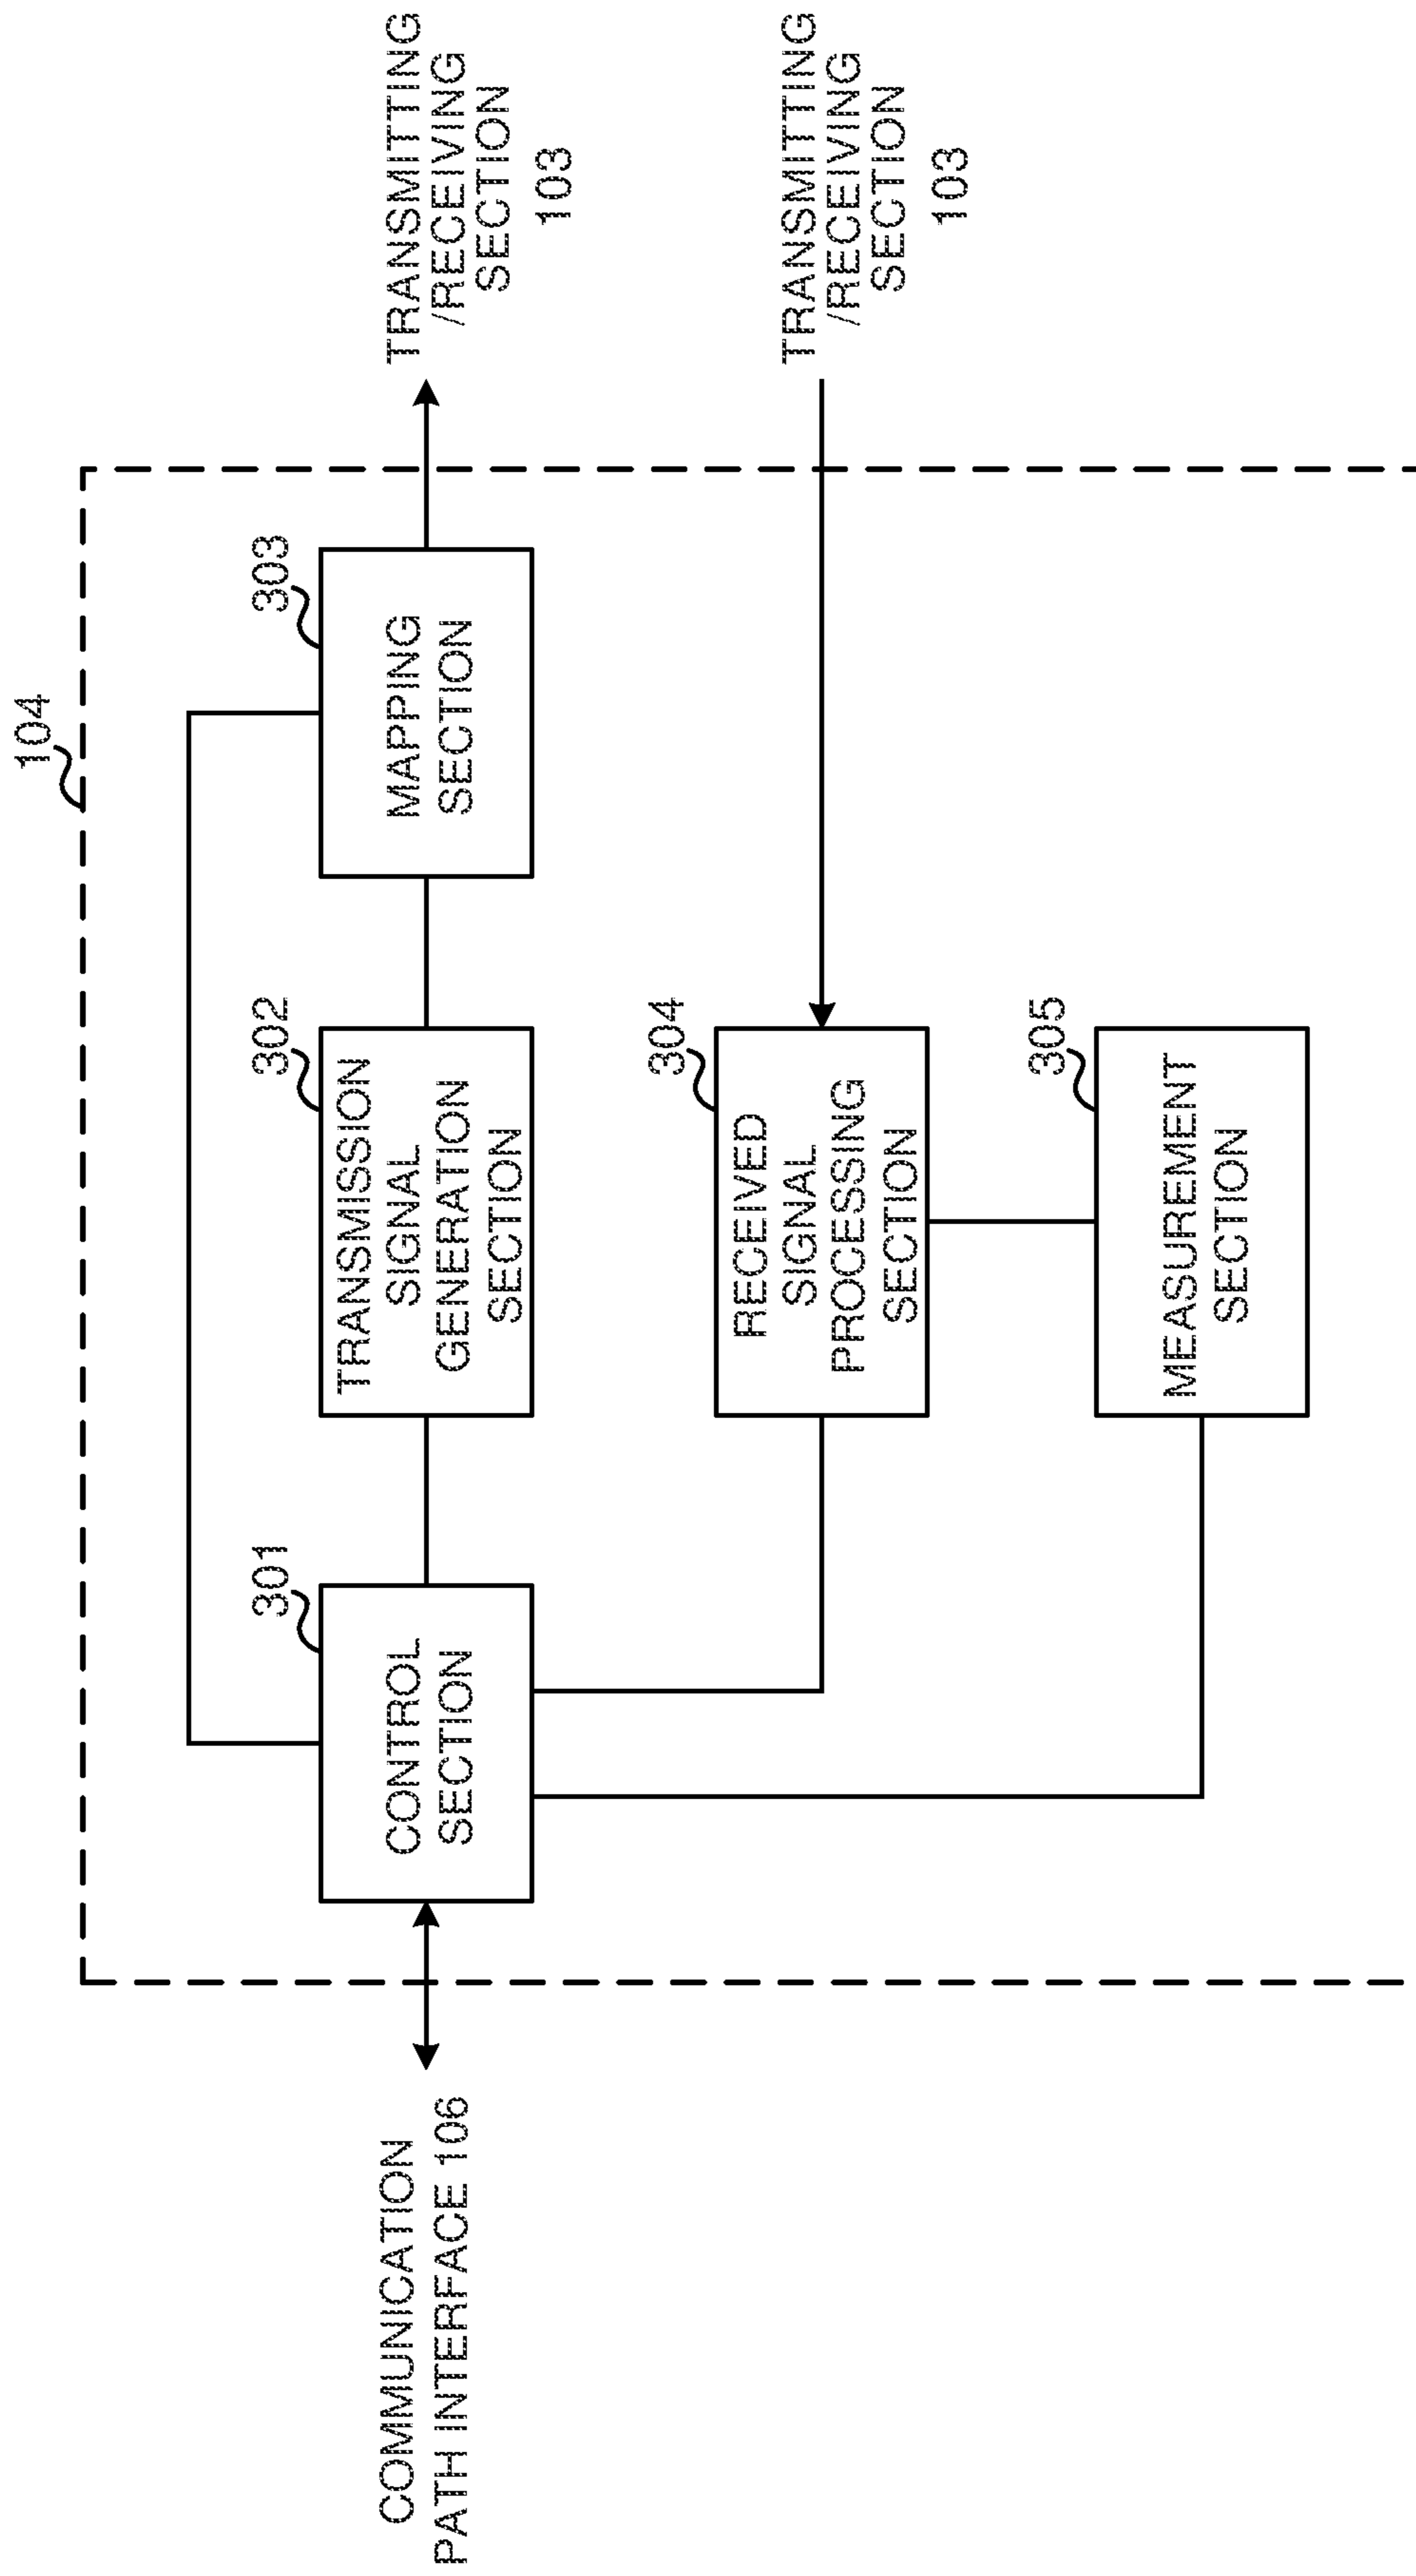 104
301
302
303
COMMUNICATION
PATH INTERFACE 106
CONTROL
SECTION
TRANSMISSION
SIGNAL
GENERATION
SECTION
MAPPING
SECTION
TRANSMITTING
/RECEIVING
SECTION
103
304
RECEIVED
SIGNAL
PROCESSING
SECTION
TRANSMITTING
/RECEIVING
SECTION
103
305
MEASUREMENT
SECTION